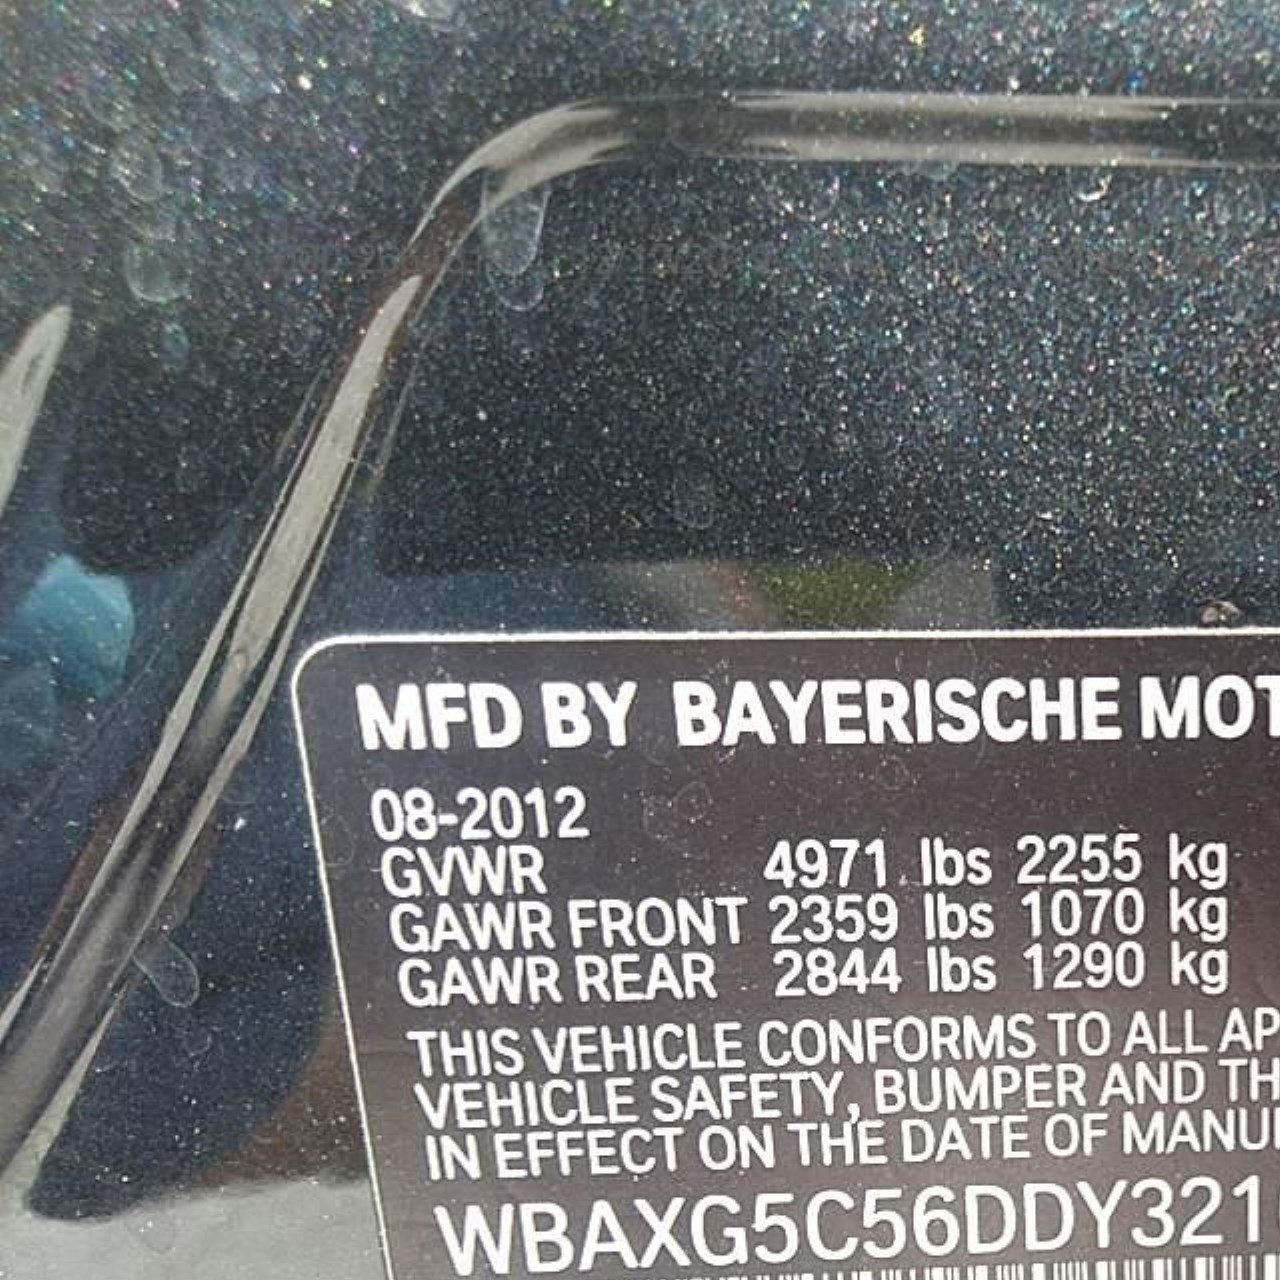 MFD BY BAYERISCHE MOT
08-2012
GVWR 4971 lbs 2255 kg
GAWR FRONT 2359 lbs 1070 kg
GAWR REAR 2844 lbs 1290 kg
THIS VEHICLE CONFORMS TO ALL AP
VEHICLE SAFETY, BUMPER AND TH
IN EFFECT ON THE DATE OF MANU
WBAXG5C56DDY321